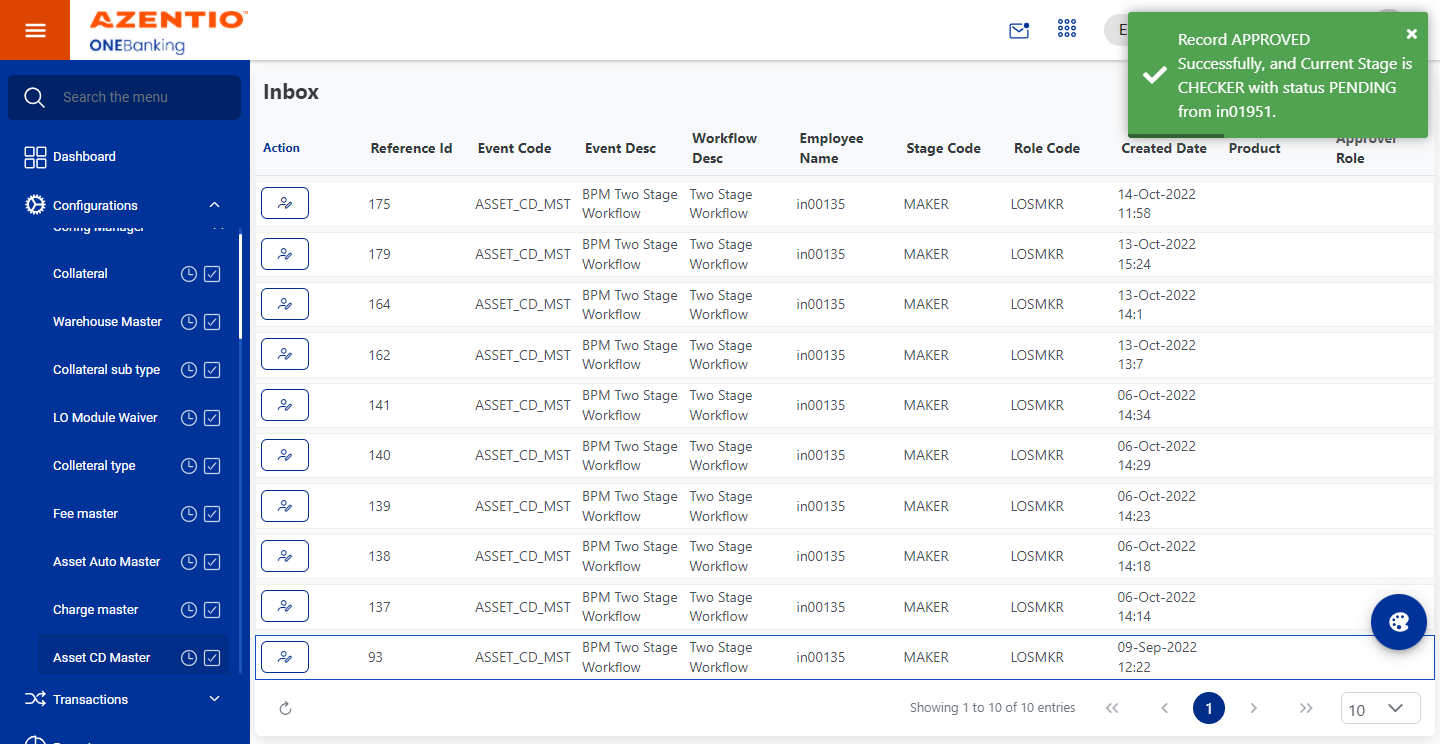 AZENTIO™
ONEBanking
E
Record APPROVED
Successfully, and Current Stage is
CHECKER with status PENDING
from in01951.
Search the menu
Dashboard
Configurations
Config Manager
Collateral
Warehouse Master
Collateral sub type
LO Module Waiver
Colleteral type
Fee master
Asset Auto Master
Charge master
Asset CD Master
Transactions
Inbox
Action Reference Id Event Code Event Desc Workflow Desc Employee Name Stage Code Role Code Created Date Product Approver Role
175 ASSET_CD_MST BPM Two Stage Two Stage in00135 MAKER LOSMKR 14-Oct-2022
Workflow Workflow 11:58
179 ASSET_CD_MST BPM Two Stage Two Stage in00135 MAKER LOSMKR 13-Oct-2022
Workflow Workflow 15:24
164 ASSET_CD_MST BPM Two Stage Two Stage in00135 MAKER LOSMKR 13-Oct-2022
Workflow Workflow 14:1
162 ASSET_CD_MST BPM Two Stage Two Stage in00135 MAKER LOSMKR 13-Oct-2022
Workflow Workflow 13:7
141 ASSET_CD_MST BPM Two Stage Two Stage in00135 MAKER LOSMKR 06-Oct-2022
Workflow Workflow 14:34
140 ASSET_CD_MST BPM Two Stage Two Stage in00135 MAKER LOSMKR 06-Oct-2022
Workflow Workflow 14:29
139 ASSET_CD_MST BPM Two Stage Two Stage in00135 MAKER LOSMKR 06-Oct-2022
Workflow Workflow 14:23
138 ASSET_CD_MST BPM Two Stage Two Stage in00135 MAKER LOSMKR 06-Oct-2022
Workflow Workflow 14:18
137 ASSET_CD_MST BPM Two Stage Two Stage in00135 MAKER LOSMKR 06-Oct-2022
Workflow Workflow 14:14
93 ASSET_CD_MST BPM Two Stage Two Stage in00135 MAKER LOSMKR 09-Sep-2022
Workflow Workflow 12:22
Showing 1 to 10 of 10 entries 1 10